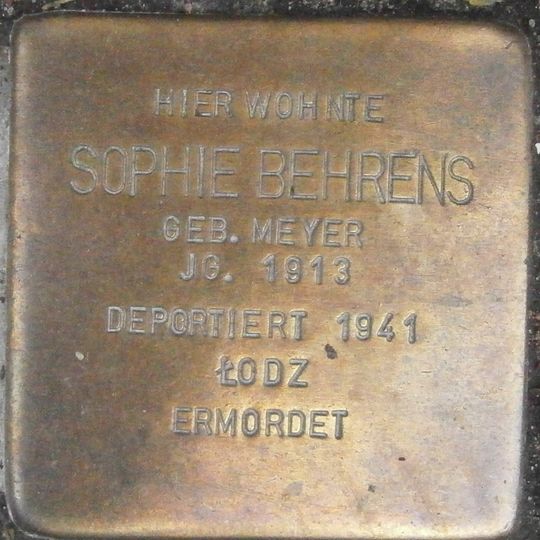 HIER WOHNTE
SOPHIE BEHRENS
GEB. MEYER
JG. 1913
DEPORTIERT 1941
ŁODZ
ERMORDET